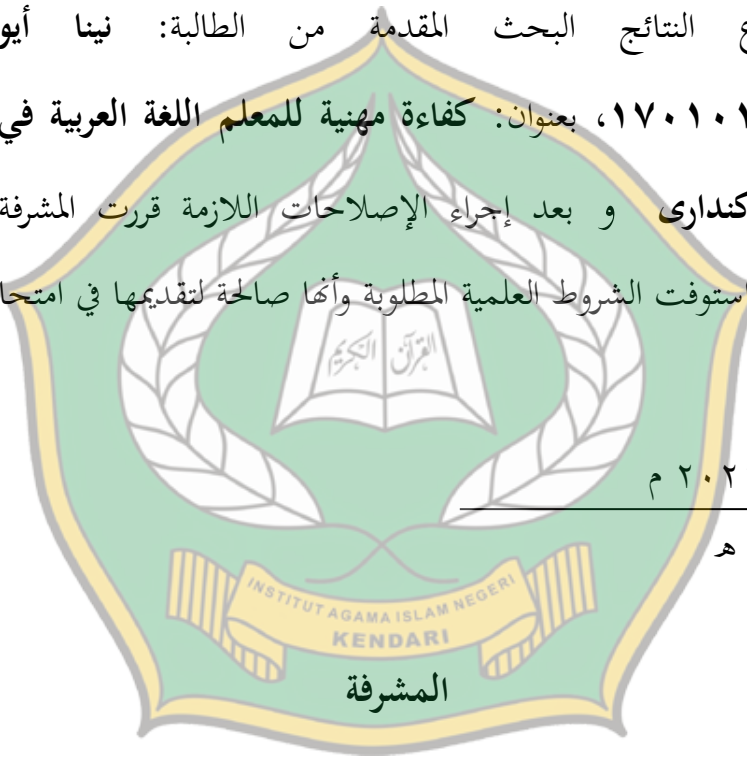 ع النتائج البحث المقدمة من الطالبة: نينا أيو
١٧٠١٠١، بعنوان: كفاءة مهنية للمعلم اللغة العربية في
كندارى و بعد إجراء الإصلاحات اللازمة قررت المشرفة
استوفت الشروط العلمية المطلوبة وأنها صالحة لتقديمها في امتحا
القرآن الكريم
٢٠٢ م
ه
INSTITUT AGAMA ISLAM NEGERI
KENDARI
المشرفة